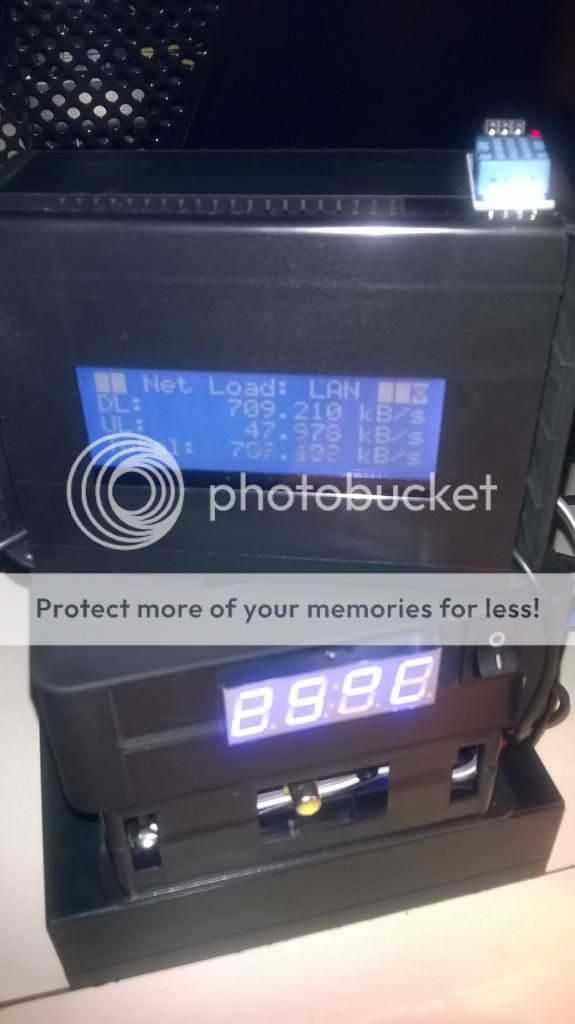 Net Load: LAN
DL: 709.210 kB/s
UL: 47.978 kB/s
kB/s
photobucket
Protect more of your memories for less!